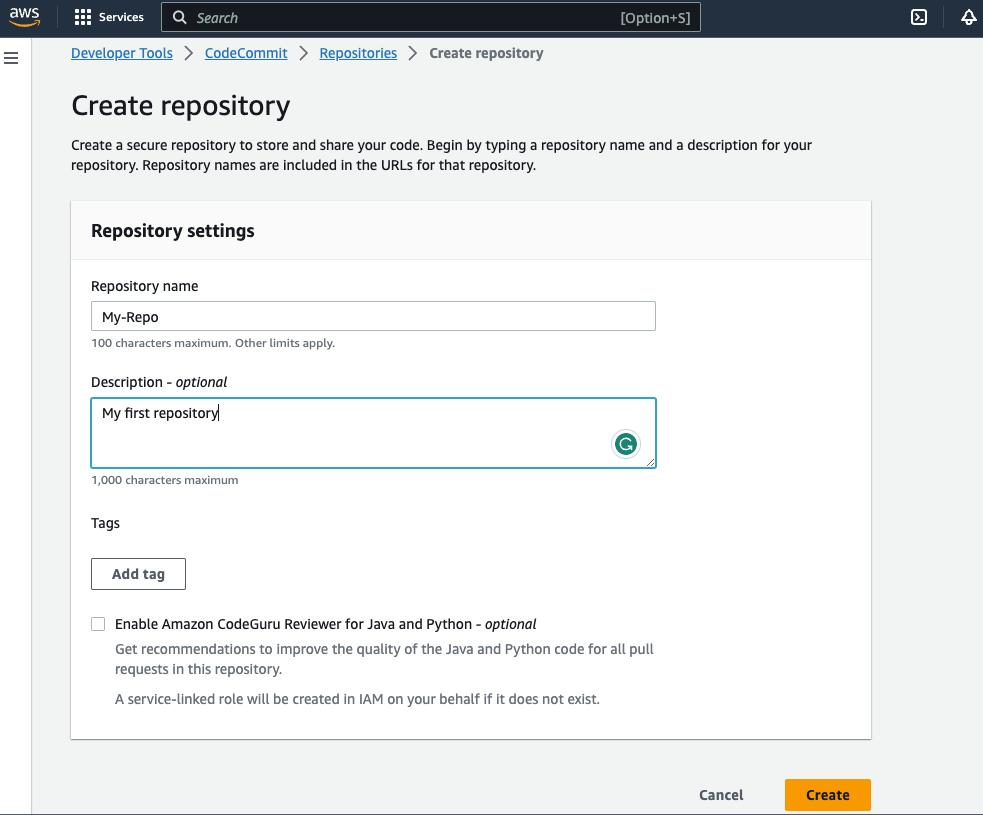 aws Services Search [Option+S]
Developer Tools CodeCommit Repositories Create repository
Create repository
Create a secure repository to store and share your code. Begin by typing a repository name and a description for your
repository. Repository names are included in the URLs for that repository.
Repository settings
Repository name
My-Repo
100 characters maximum. Other limits apply.
Description - optional
My first repository
1,000 characters maximum
Tags
Add tag
Enable Amazon CodeGuru Reviewer for Java and Python - optional
Get recommendations to improve the quality of the Java and Python code for all pull
requests in this repository.
A service-linked role will be created in IAM on your behalf if it does not exist.
Cancel Create